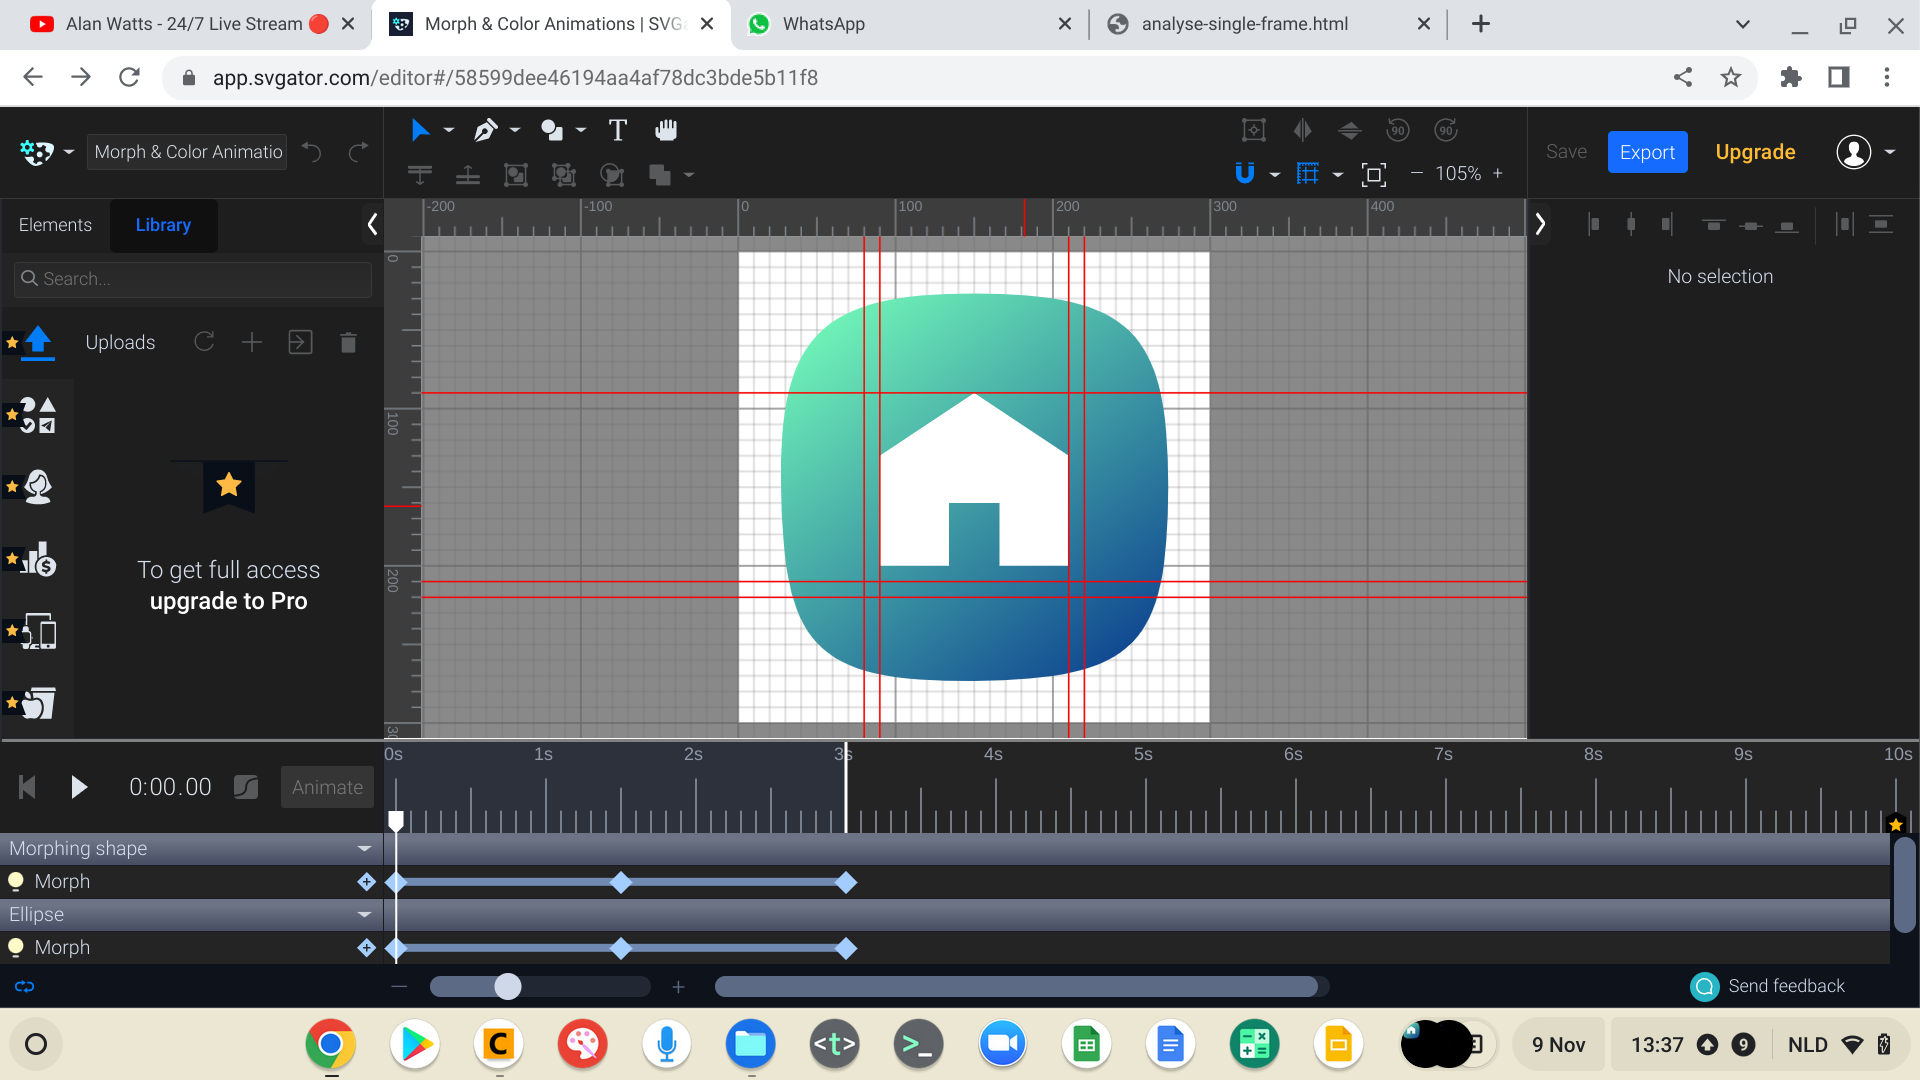 Alan Watts - 24/7 Live Stream
Morph & Color Animations | SVGa
WhatsApp
analyse-single-frame.html
app.svgator.com/editor#/58599dee46194aa4af78dc3bde5b11f8
Morph & Color Animatio
T
90
90
Save
Export
Upgrade
105%
Elements
Library
Search...
Uploads
To get full access
upgrade to Pro
-200
-100
0
100
200
300
400
0
100
200
30
No selection
0s
1s
2s
3s
4s
5s
6s
7s
8s
9s
10s
0:00.00
Animate
Morphing shape
Morph
Ellipse
Morph
Send feedback
C
<t>
>_
9 Nov
13:37
9
NLD